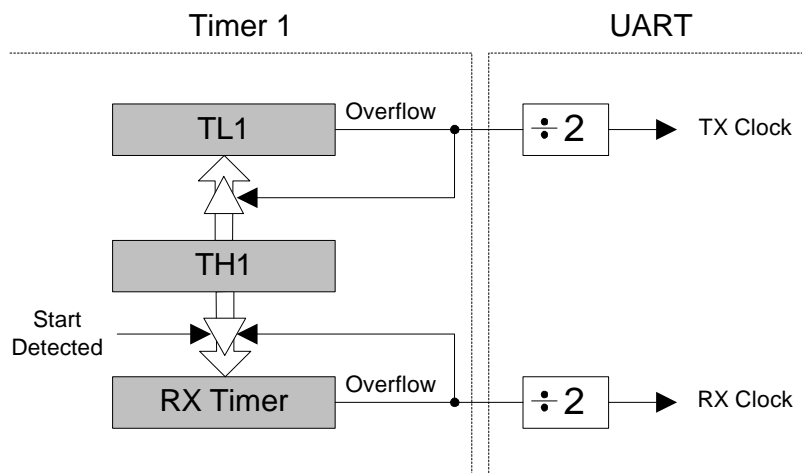 Timer 1
UART
TL1
Overflow
÷2
TX Clock
TH1
Start
Detected
RX Timer
Overflow
÷2
RX Clock